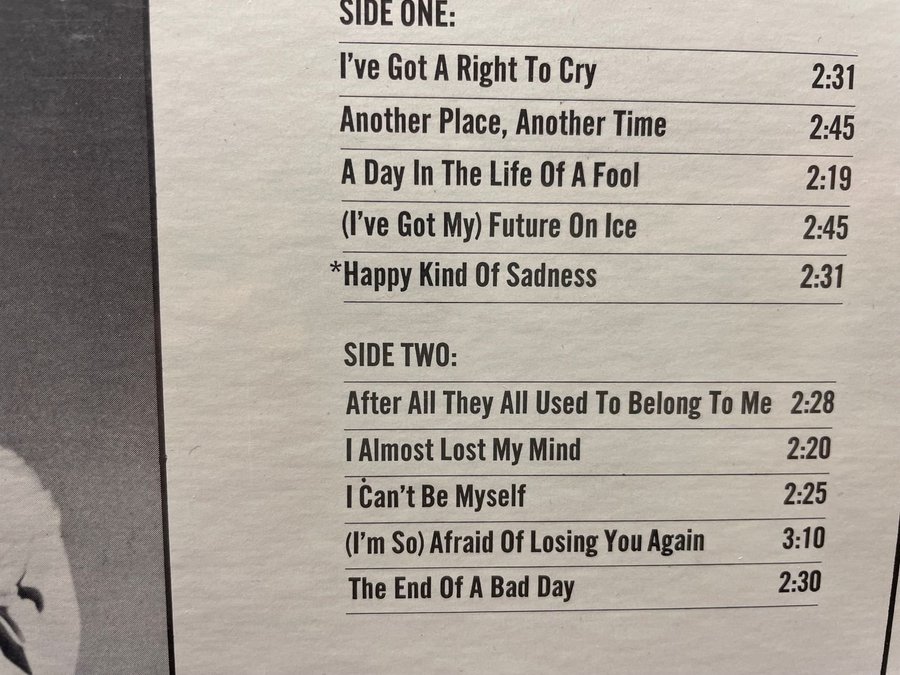 SIDE ONE:
I've Got A Right To Cry 2:31
Another Place, Another Time 2:45
A Day In The Life Of A Fool 2:19
(I've Got My) Future On Ice 2:45
*Happy Kind Of Sadness 2:31
SIDE TWO:
After All They All Used To Belong To Me 2:28
I Almost Lost My Mind 2:20
I Can't Be Myself 2:25
(I'm So) Afraid Of Losing You Again 3:10
The End Of A Bad Day 2:30